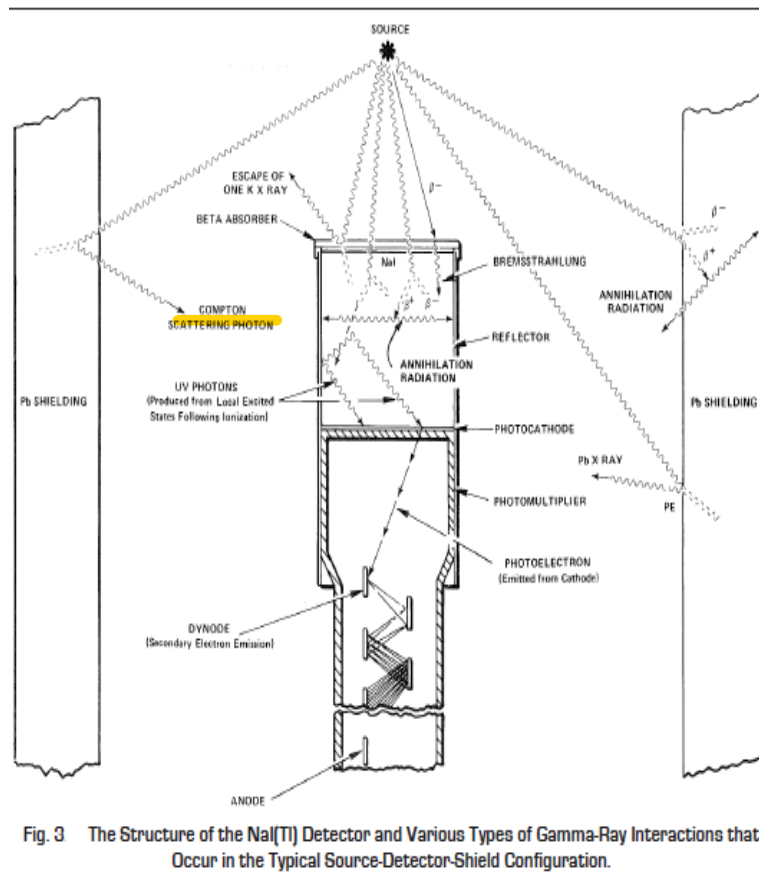 SOURCE
ESCAPE OF
ONE K X RAY
β−
BETA ABSORBER
NaI
BREMSSTRAHLUNG
β−
β+
ANNIHILATION
RADIATION
COMPTON
SCATTERING PHOTON
β+
β−
REFLECTOR
ANNIHILATION
RADIATION
UV PHOTONS
(Produced from Local Excited
States Following Ionization)
Pb SHIELDING
Pb SHIELDING
PHOTOCATHODE
Pb X RAY
PHOTOMULTIPLIER
PE
PHOTOELECTRON
(Emitted from Cathode)
DYNODE
(Secondary Electron Emission)
ANODE
Fig. 3 The Structure of the NaI(Tl) Detector and Various Types of Gamma-Ray Interactions that
Occur in the Typical Source-Detector-Shield Configuration.